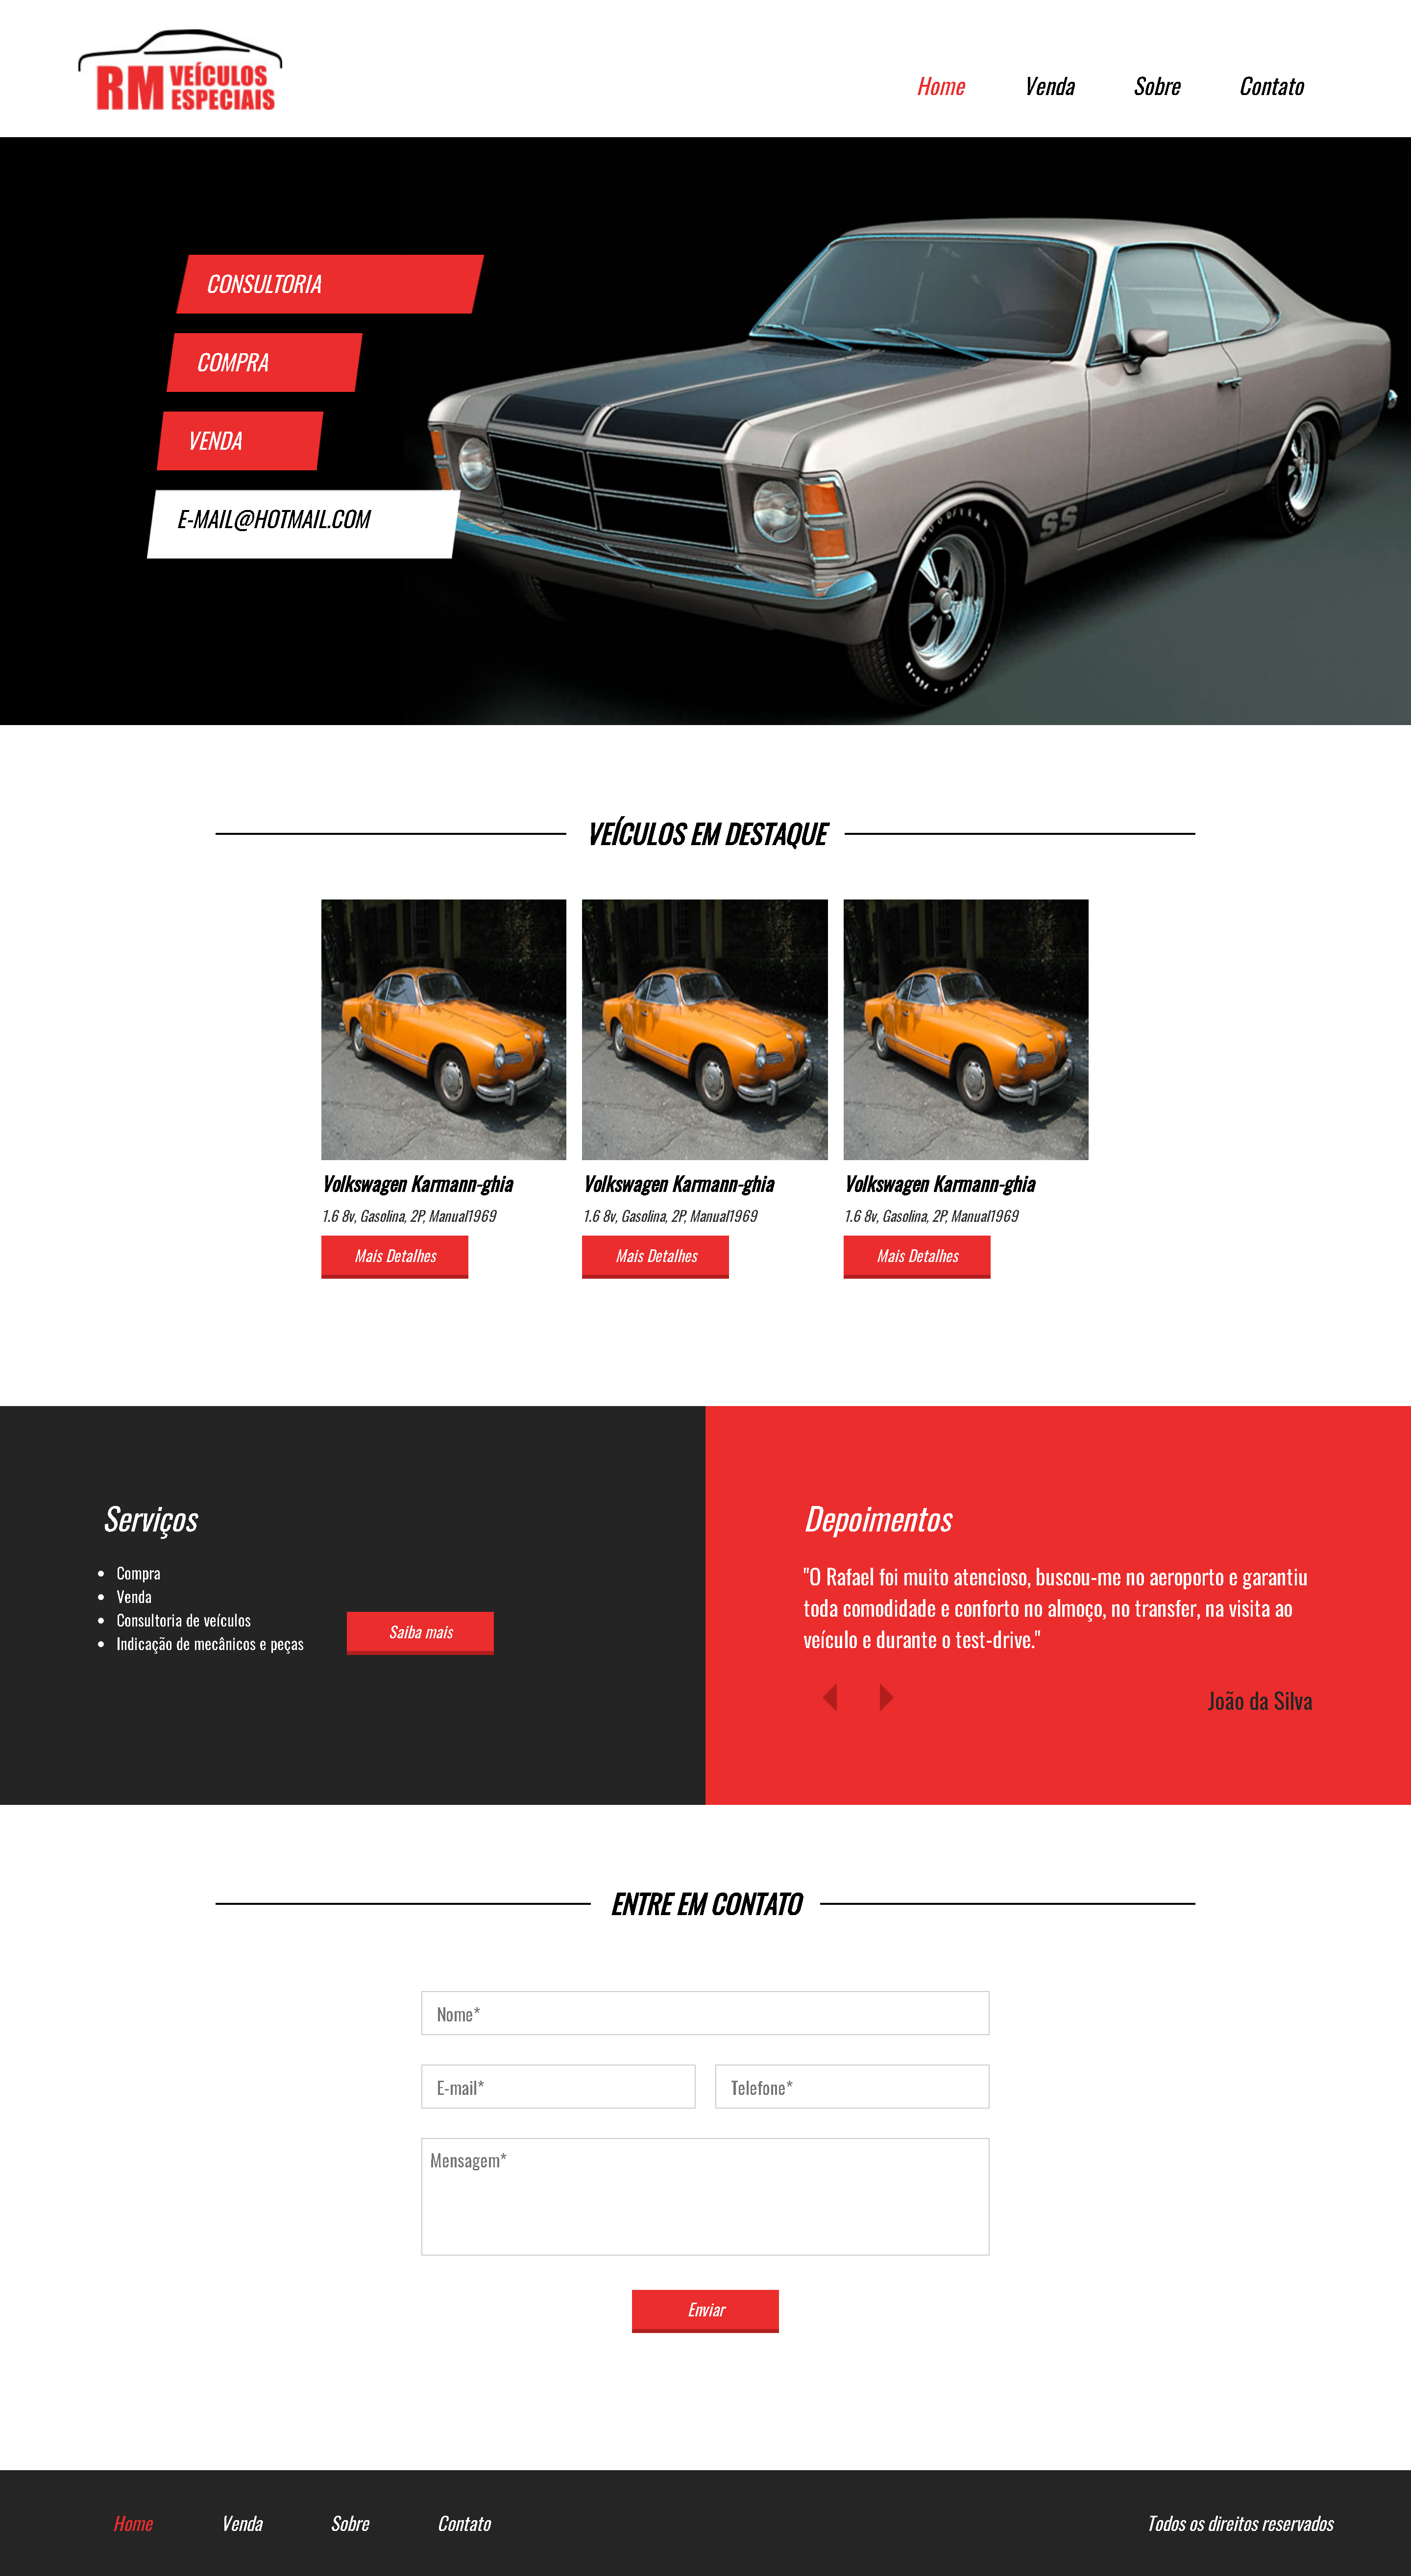 RM VEÍCULOS
ESPECIAIS
Home Venda Sobre Contato
CONSULTORIA
COMPRA
VENDA
E-MAIL@HOTMAIL.COM
GOODYEAR
SS
VEÍCULOS EM DESTAQUE
Volkswagen Karmann-ghia Volkswagen Karmann-ghia Volkswagen Karmann-ghia
1.6 8v, Gasolina, 2P, Manual1969 1.6 8v, Gasolina, 2P, Manual1969 1.6 8v, Gasolina, 2P, Manual1969
Mais Detalhes Mais Detalhes Mais Detalhes
Serviços
Compra
Venda
Consultoria de veículos
Indicação de mecânicos e peças
Saiba mais
Depoimentos
"O Rafael foi muito atencioso, buscou-me no aeroporto e garantiu
toda comodidade e conforto no almoço, no transfer, na visita ao
veículo e durante o test-drive."
João da Silva
ENTRE EM CONTATO
Nome*
E-mail* Telefone*
Mensagem*
Enviar
Home Venda Sobre Contato Todos os direitos reservados